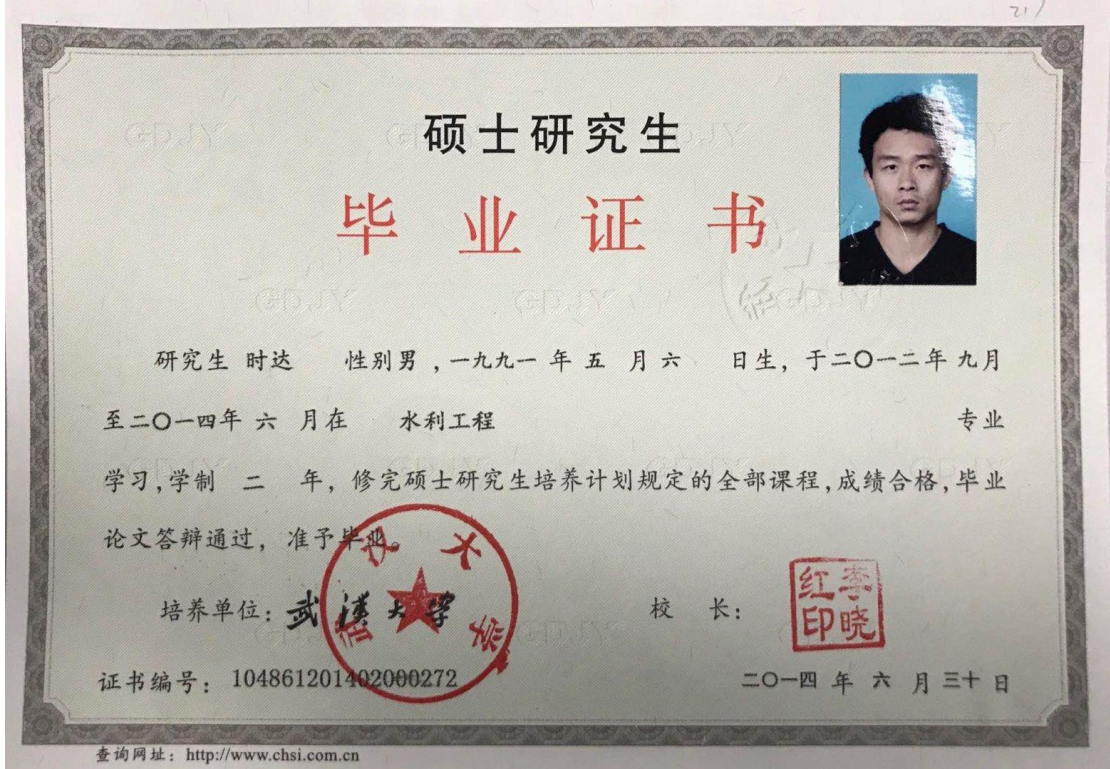 21)
硕士研究生
毕业证书
研究生 时达 性别男，一九九一 年 五 月 六 日生，于二〇一二年 九月
至二〇一四年 六 月在 水利工程 专业
学习，学制 二 年，修完硕士研究生培养计划规定的全部课程，成绩合格，毕业
论文答辩通过，准予毕业。
培养单位：武漢大学 校 长：
武汉大学
李晓红印
证书编号：104861201402000272 二〇一四 年 六 月 三十 日
查询网址：http://www.chsi.com.cn